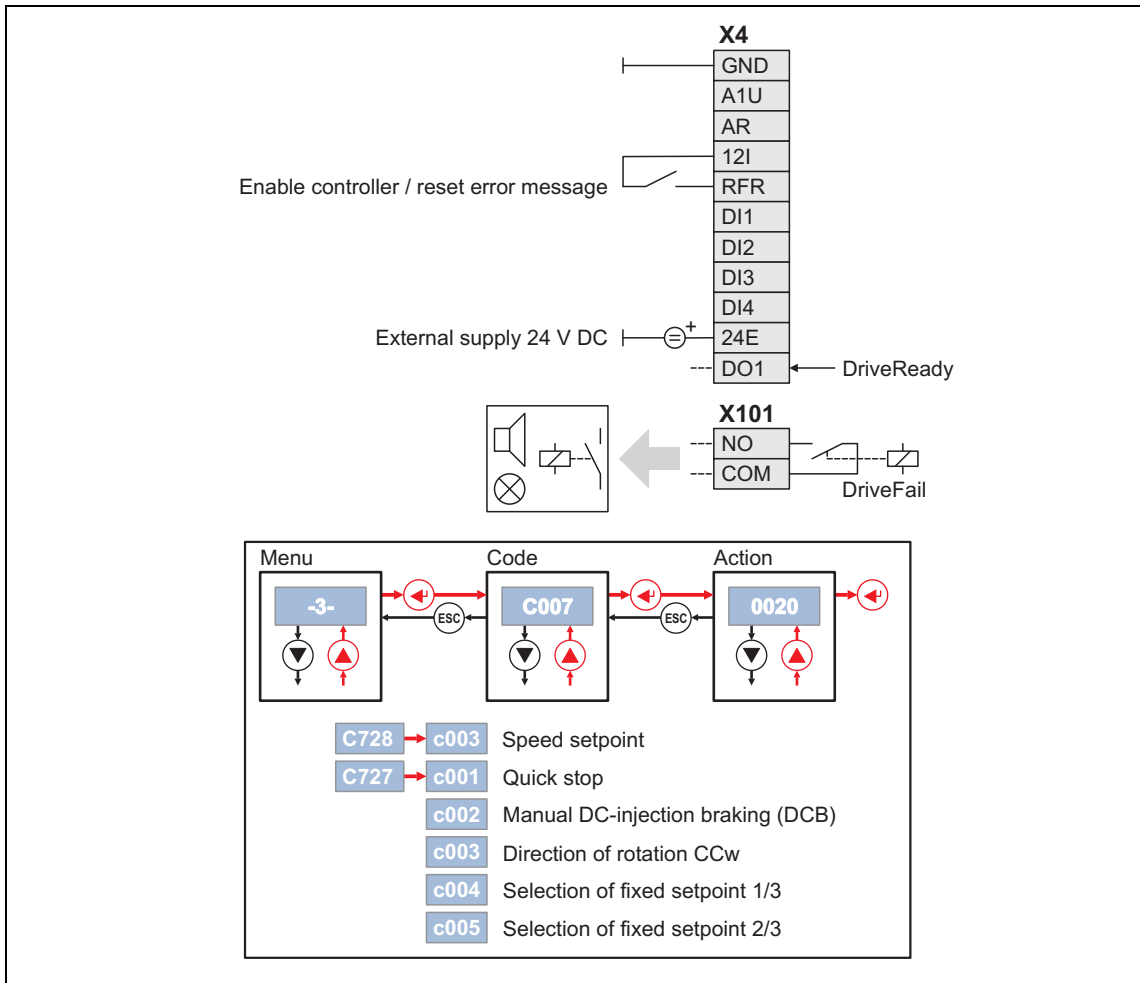 X4
GND
A1U
AR
12I
Enable controller / reset error message RFR
DI1
DI2
DI3
DI4
External supply 24 V DC + 24E
DO1 DriveReady
X101
NO
COM
DriveFail
Menu Code Action
-3- C007 0020
ESC ESC
C728 c003 Speed setpoint
C727 c001 Quick stop
c002 Manual DC-injection braking (DCB)
c003 Direction of rotation CCw
c004 Selection of fixed setpoint 1/3
c005 Selection of fixed setpoint 2/3